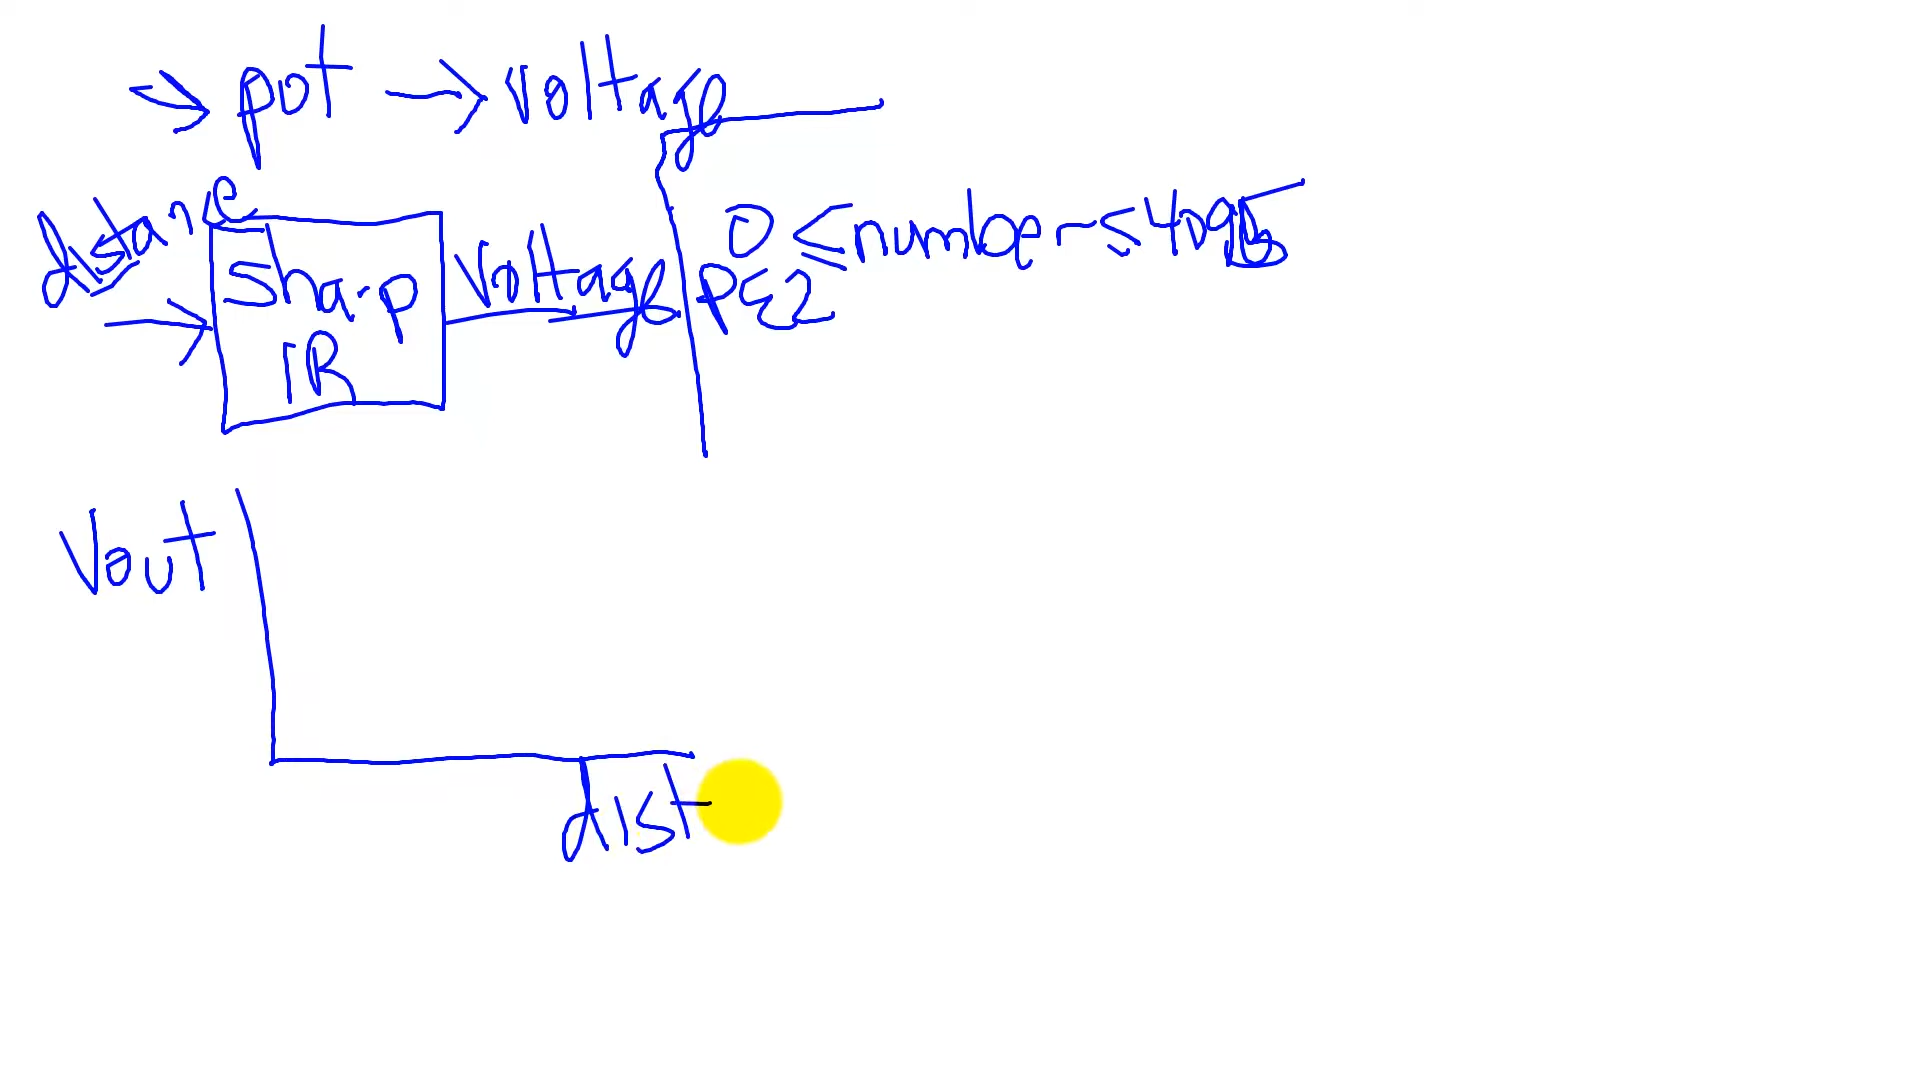 → pot → voltage
distance
0 ≤ number ≤ 4095
Sharp
IR
Voltage
PE2
Vout
dist